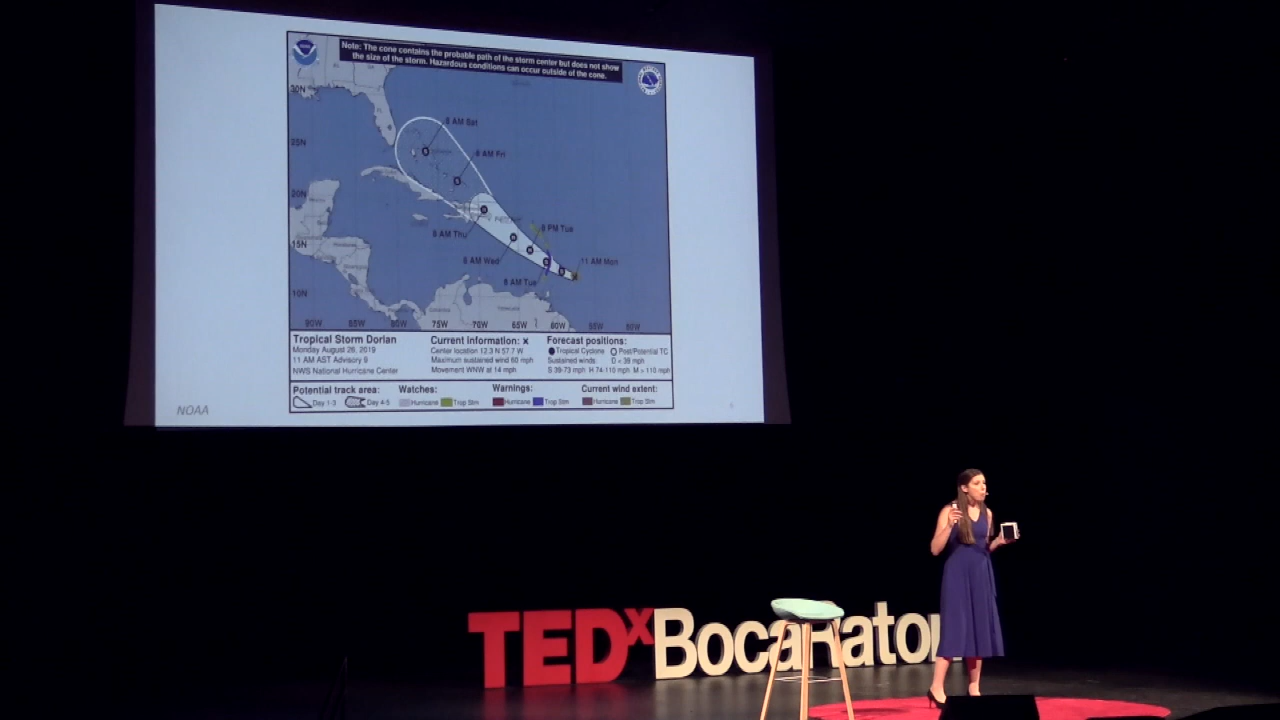 Note: The cone contains the probable path of the storm center but does not show
the size of the storm. Hazardous conditions can occur outside of the cone.
30N
25N
20N
15N
10N
8 AM Sat
8 AM Fri
8 AM Thu
8 PM Tue
8 AM Wed
11 AM Mon
8 AM Tue
90W 85W 80W 75W 70W 65W 60W 55W 50W
Tropical Storm Dorian
Monday August 26, 2019
11 AM AST Advisory 9
NWS National Hurricane Center
Current information: x
Center location 12.3 N 57.7 W
Maximum sustained wind 60 mph
Movement WNW at 14 mph
Forecast positions:
Tropical Cyclone Post/Potential TC
Sustained winds: D < 39 mph
S 39-73 mph H 74-110 mph M > 110 mph
Potential track area:
Day 1-3 Day 4-5
Watches:
Hurricane Trop Stm
Warnings:
Hurricane Trop Stm
Current wind extent:
Hurricane Trop Stm
NOAA
TEDxBocaRaton